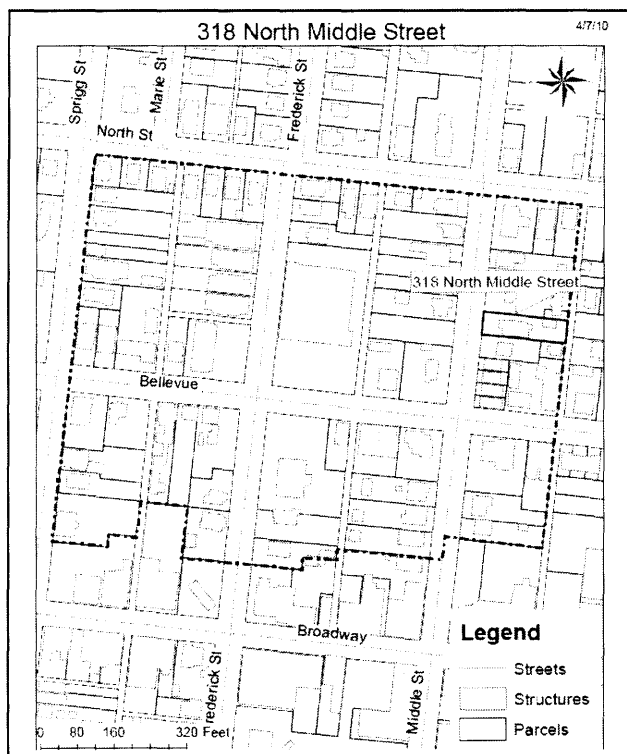 318 North Middle Street
4/7/10
Sprigg St
Marie St
Frederick St
North St
318 North Middle Street
Bellevue
Broadway
Frederick St
Middle St
Legend
Streets
Structures
Parcels
0 80 160 320 Feet